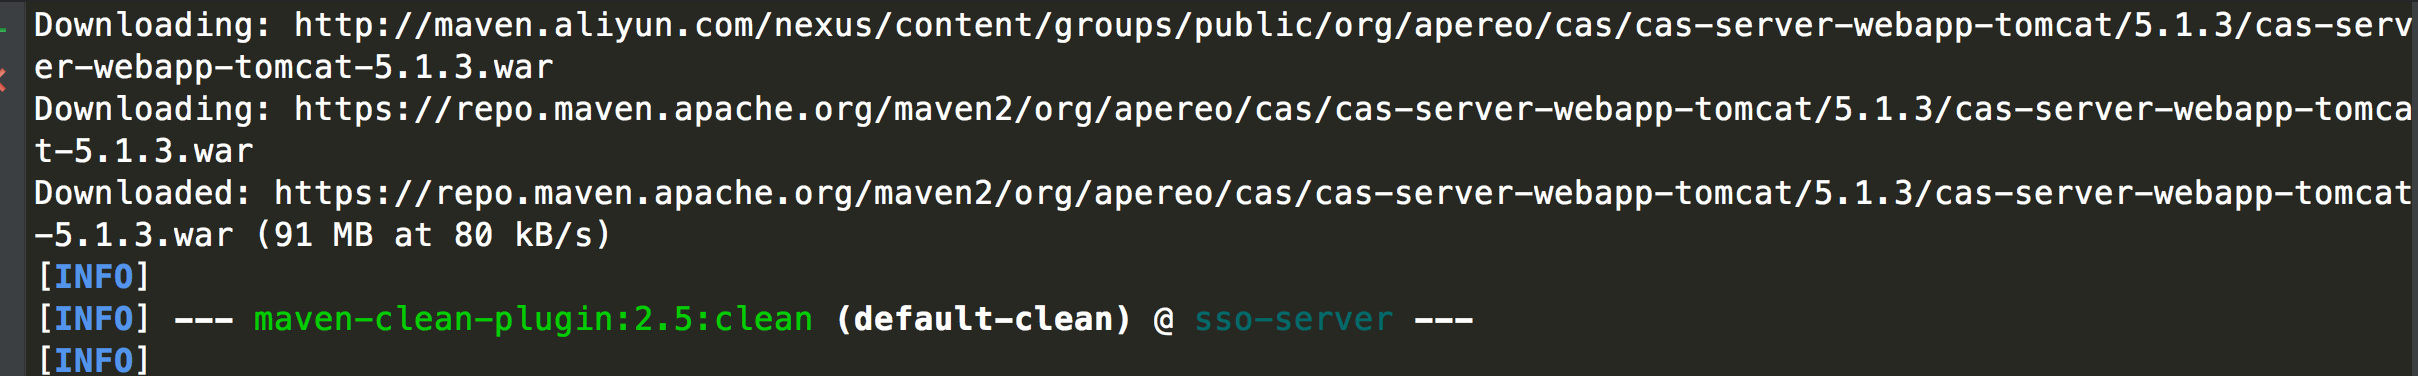 Downloading: http://maven.aliyun.com/nexus/content/groups/public/org/apereo/cas/cas-server-webapp-tomcat/5.1.3/cas-serv
er-webapp-tomcat-5.1.3.war
Downloading: https://repo.maven.apache.org/maven2/org/apereo/cas/cas-server-webapp-tomcat/5.1.3/cas-server-webapp-tomca
t-5.1.3.war
Downloaded: https://repo.maven.apache.org/maven2/org/apereo/cas/cas-server-webapp-tomcat/5.1.3/cas-server-webapp-tomcat
-5.1.3.war (91 MB at 80 kB/s)
[INFO]
[INFO] --- maven-clean-plugin:2.5:clean (default-clean) @ sso-server ---
[INFO]